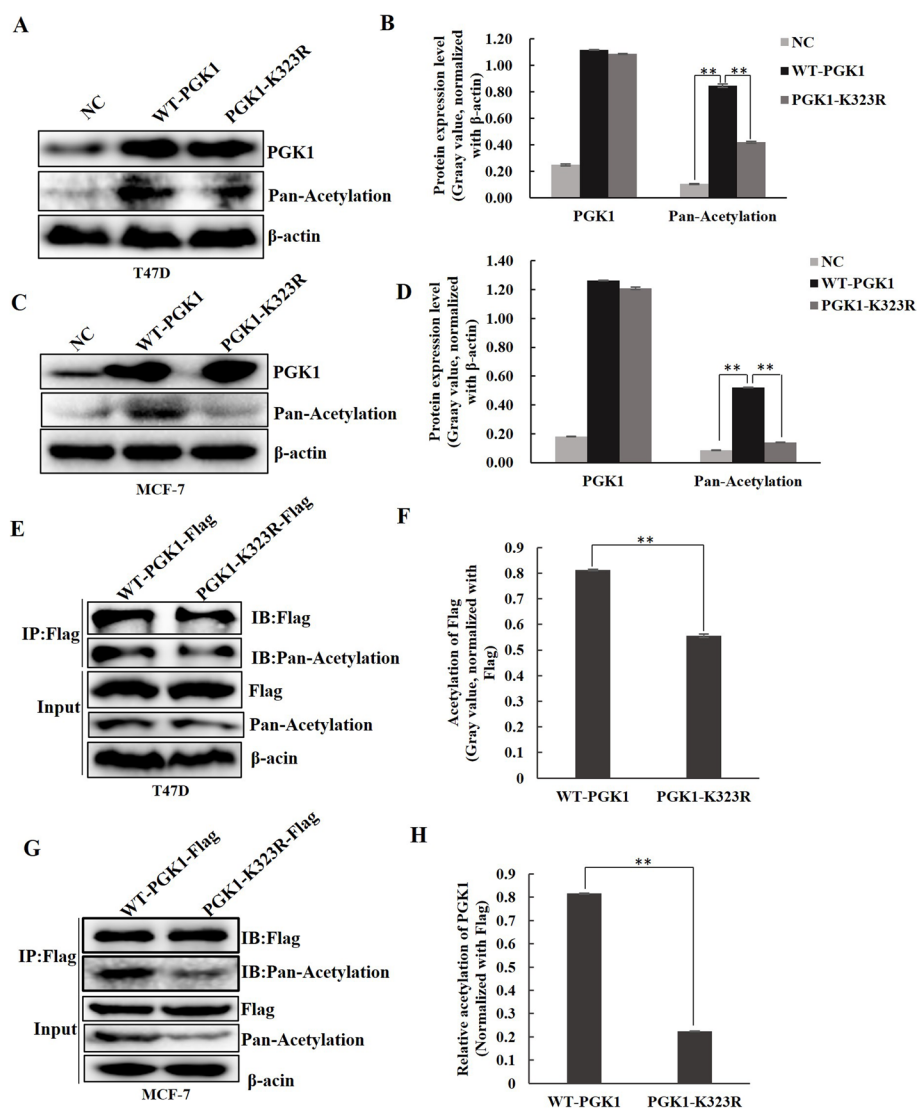 A
NC
WT-PGK1
PGK1-K323R
PGK1
Pan-Acetylation
β-actin
T47D
B
Protein expression level
(Graay value, normalized
with β-actin)
1.20
1.00
0.80
0.60
0.40
0.20
0.00
** **
PGK1 Pan-Acetylation
NC
WT-PGK1
PGK1-K323R
C
NC
WT-PGK1
PGK1-K323R
PGK1
Pan-Acetylation
β-actin
MCF-7
D
Protein expression level
(Graay value, normalized
with β-actin)
1.40
1.20
1.00
0.80
0.60
0.40
0.20
0.00
** **
PGK1 Pan-Acetylation
NC
WT-PGK1
PGK1-K323R
E
WT-PGK1-Flag
PGK1-K323R-Flag
IP:Flag
IB:Flag
IB:Pan-Acetylation
Input
Flag
Pan-Acetylation
β-acin
T47D
F
Acetylation of Flag
(Gray value, normalized with
Flag)
0.9
0.8
0.7
0.6
0.5
0.4
0.3
0.2
0.1
0
**
WT-PGK1 PGK1-K323R
G
WT-PGK1-Flag
PGK1-K323R-Flag
IP:Flag
IB:Flag
IB:Pan-Acetylation
Input
Flag
Pan-Acetylation
β-acin
MCF-7
H
Relative acetylation of PGK1
(Normalized with Flag)
0.9
0.8
0.7
0.6
0.5
0.4
0.3
0.2
0.1
0
**
WT-PGK1 PGK1-K323R